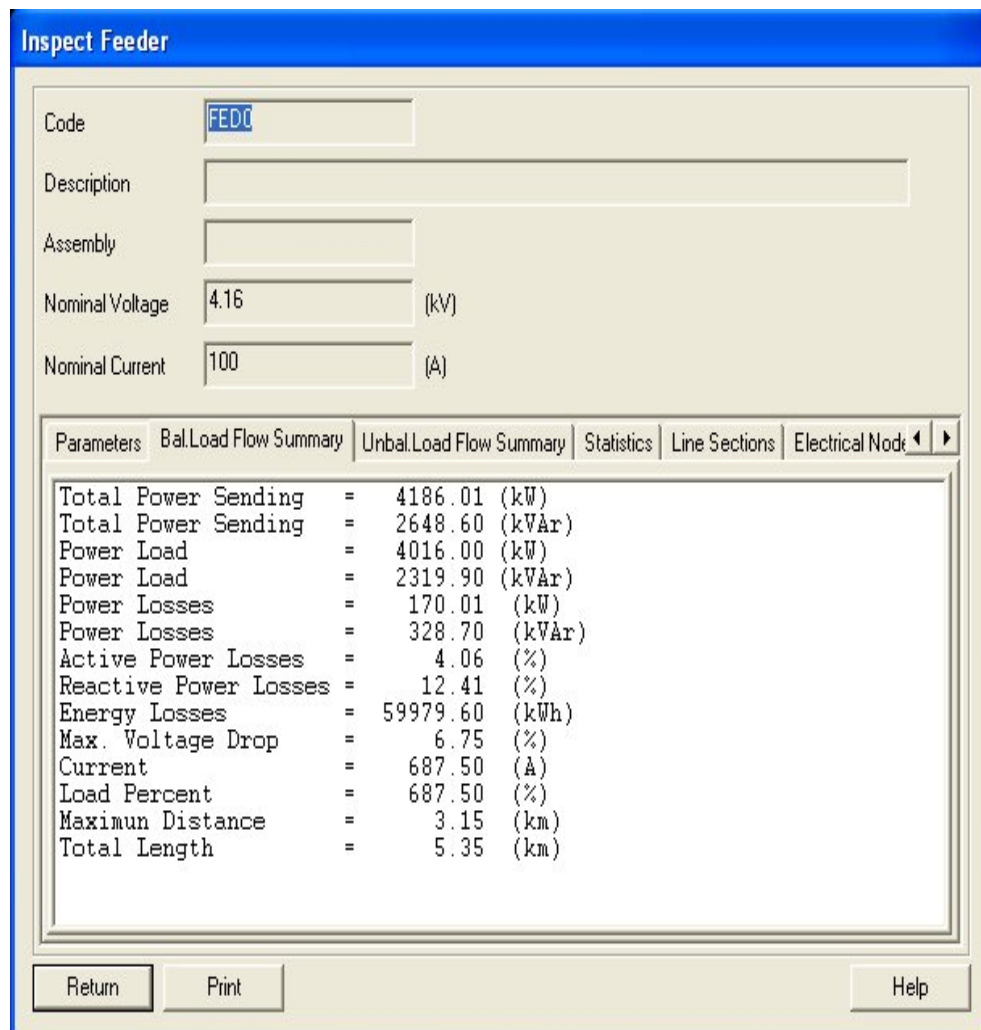 Inspect Feeder
Code FEDO
Description
Assembly
Nominal Voltage 4.16 (kV)
Nominal Current 100 (A)
Parameters Bal.Load Flow Summary Unbal.Load Flow Summary Statistics Line Sections Electrical Node
Total Power Sending = 4186.01 (kW)
Total Power Sending = 2648.60 (kVAr)
Power Load = 4016.00 (kW)
Power Load = 2319.90 (kVAr)
Power Losses = 170.01 (kW)
Power Losses = 328.70 (kVAr)
Active Power Losses = 4.06 (%)
Reactive Power Losses = 12.41 (%)
Energy Losses = 59979.60 (kWh)
Max. Voltage Drop = 6.75 (%)
Current = 687.50 (A)
Load Percent = 687.50 (%)
Maximun Distance = 3.15 (km)
Total Length = 5.35 (km)
Return Print Help